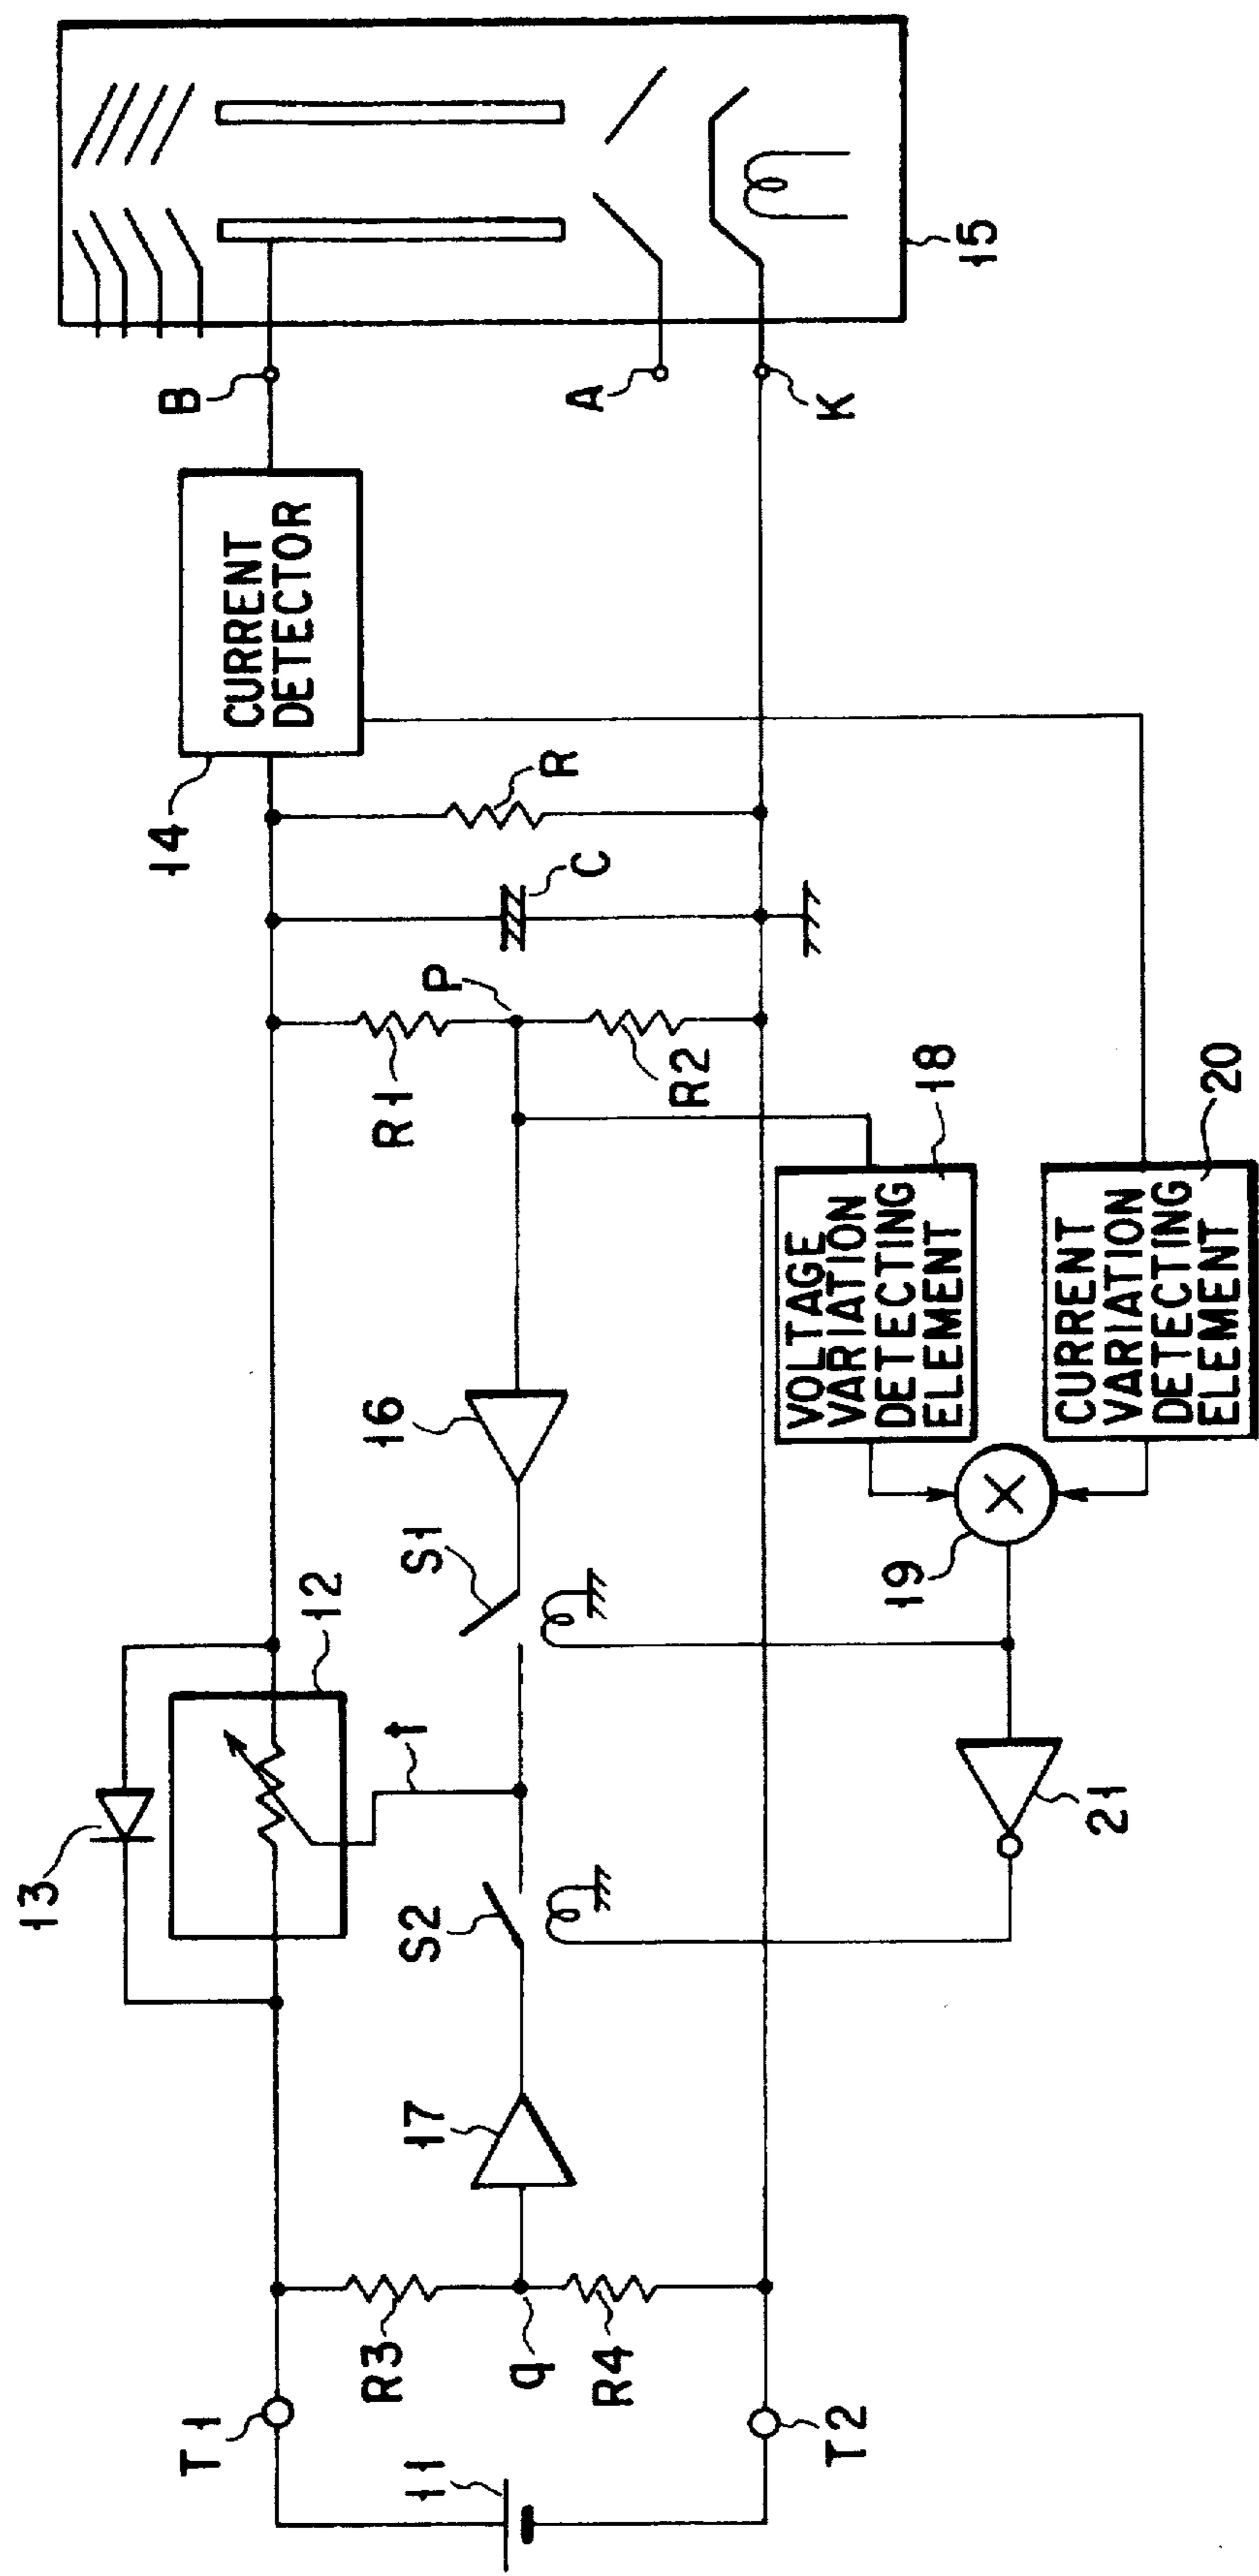 13
12
T1
R3
q
R4
T2
11
17
S2
t
S1
16
R1
P
R2
C
R
14
CURRENT
DETECTOR
B
A
K
15
VOLTAGE
VARIATION
DETECTING
ELEMENT
18
CURRENT
VARIATION
DETECTING
ELEMENT
20
19
21